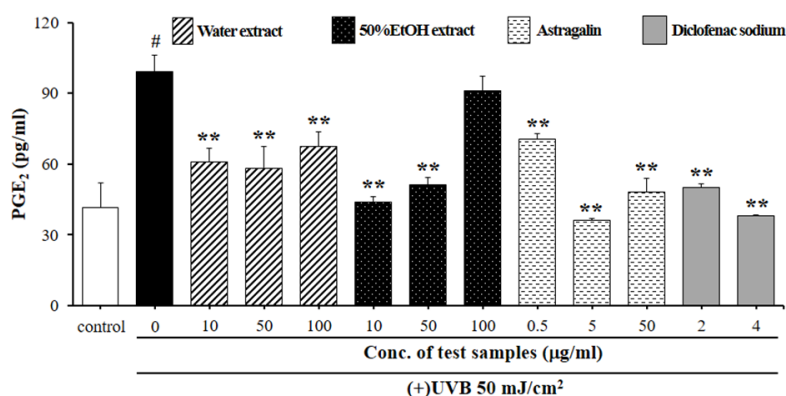 120
90
60
30
0
PGE₂ (pg/ml)
Water extract
50%EtOH extract
Astragalin
Diclofenac sodium
#
** ** ** ** ** ** ** ** ** **
control 0 10 50 100 10 50 100 0.5 5 50 2 4
Conc. of test samples (μg/ml)
(+)UVB 50 mJ/cm²